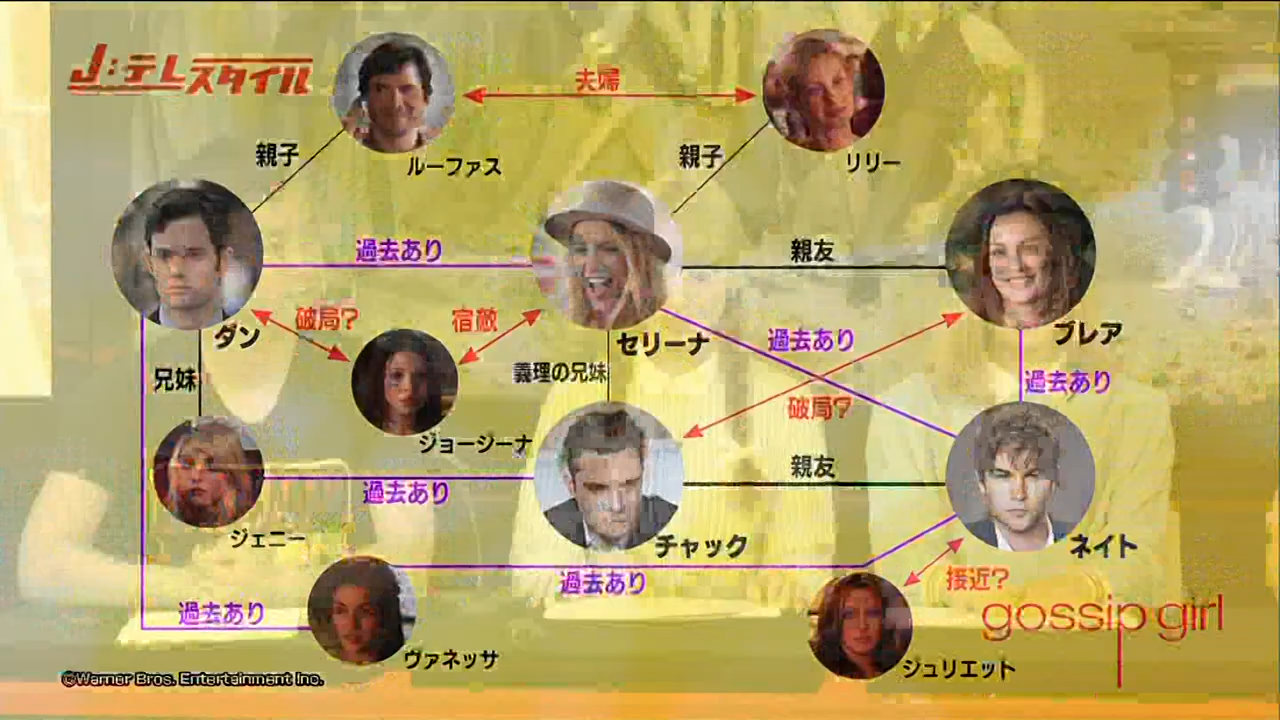 J:テレスタイル
夫婦
親子
ルーファス
親子
リリー
過去あり
親友
破局?
宿敵
ダン
セリーナ
過去あり
ブレア
兄妹
義理の兄妹
過去あり
破局?
ジョージーナ
親友
過去あり
ジェニー
チャック
ネイト
過去あり
接近?
過去あり
gossip girl
ヴァネッサ
ジュリエット
©Warner Bros. Entertainment Inc.